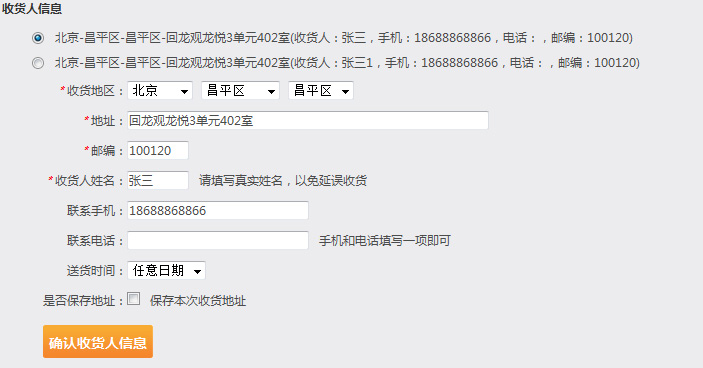 收货人信息
北京-昌平区-昌平区-回龙观龙悦3单元402室(收货人：张三，手机：18688868866，电话：，邮编：100120)
北京-昌平区-昌平区-回龙观龙悦3单元402室(收货人：张三1，手机：18688868866，电话：，邮编：100120)
*收货地区：北京 昌平区 昌平区
*地址：回龙观龙悦3单元402室
*邮编：100120
*收货人姓名：张三 请填写真实姓名，以免延误收货
联系手机：18688868866
联系电话： 手机和电话填写一项即可
送货时间：任意日期
是否保存地址： 保存本次收货地址
确认收货人信息